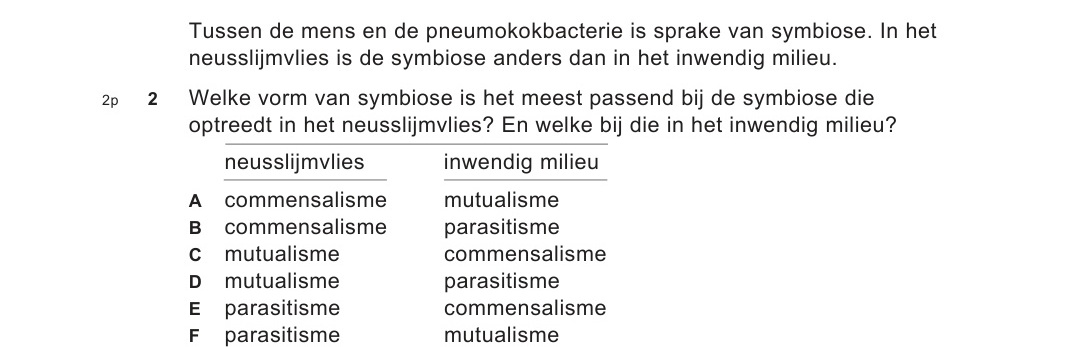 Tussen de mens en de pneumokokbacterie is sprake van symbiose. In het
neusslijmvlies is de symbiose anders dan in het inwendig milieu.
2p 2 Welke vorm van symbiose is het meest passend bij de symbiose die
optreedt in het neusslijmvlies? En welke bij die in het inwendig milieu?
neusslijmvlies inwendig milieu
A commensalisme mutualisme
B commensalisme parasitisme
C mutualisme commensalisme
D mutualisme parasitisme
E parasitisme commensalisme
F parasitisme mutualisme